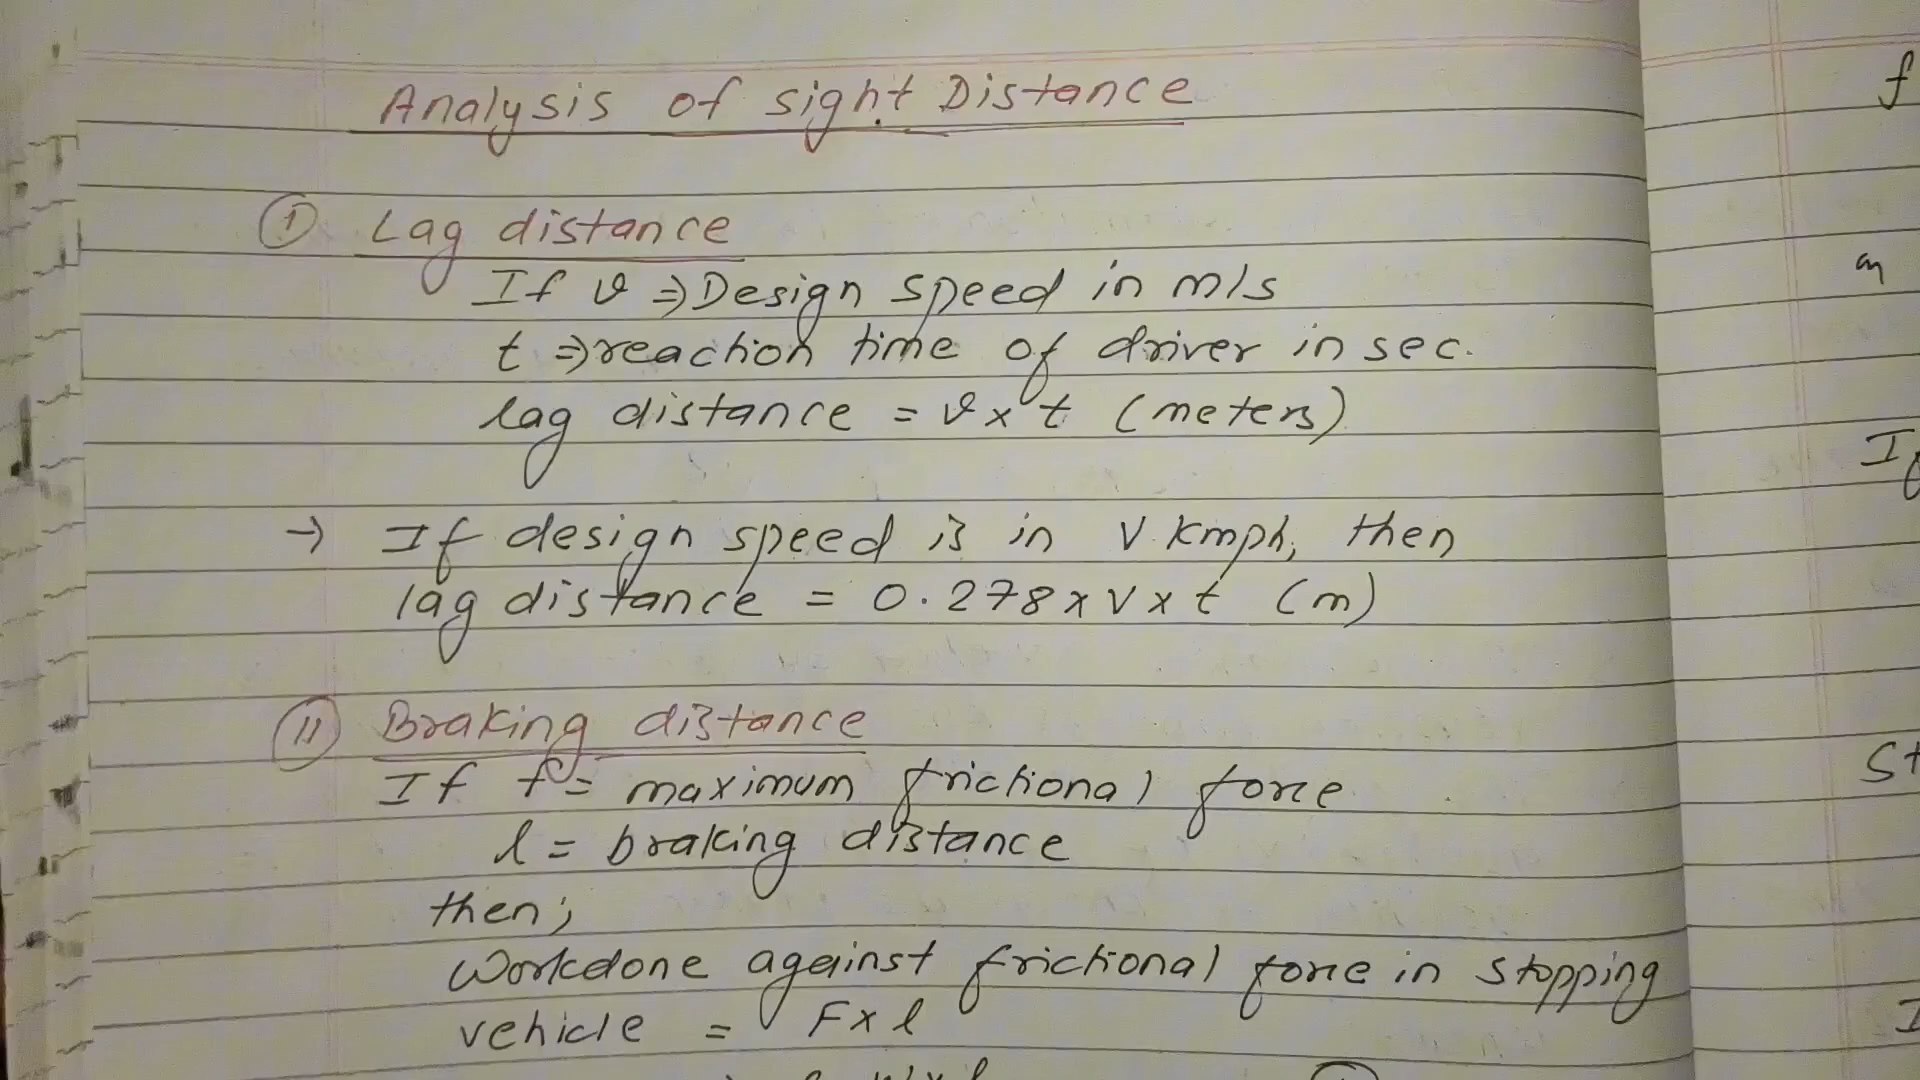 Analysis of sight Distance
I Lag distance
If v ⇒ Design speed in m/s
t ⇒ reaction time of driver in sec.
lag distance = v x t (meters)
→ If design speed is in V kmph, then
lag distance = 0.278 x V x t (m)
II Braking distance
If f = maximum frictional force
l = braking distance
then;
Workdone against frictional force in stopping
vehicle = F x l
f
m
If
St
I